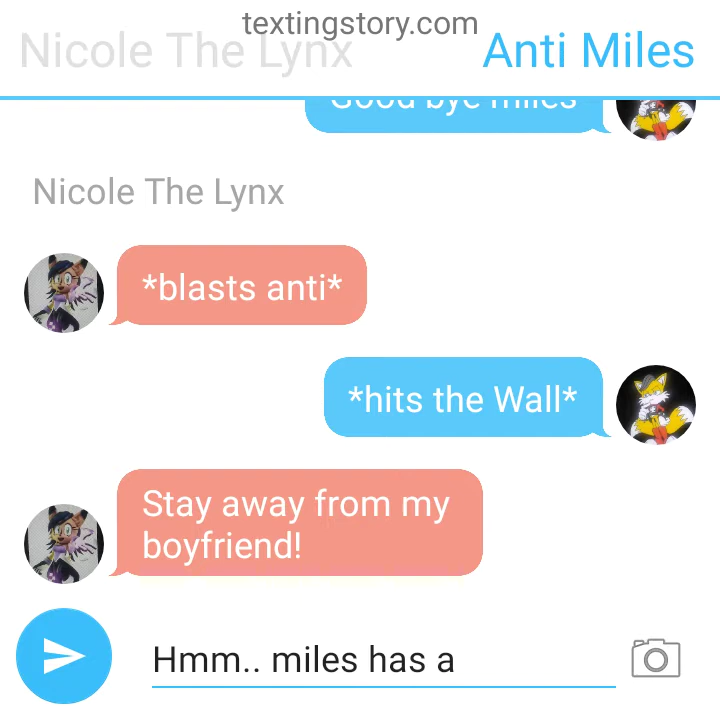 textingstory.com
Nicole The Lynx
Anti Miles
Good bye miles
Nicole The Lynx
*blasts anti*
*hits the Wall*
Stay away from my
boyfriend!
Hmm.. miles has a